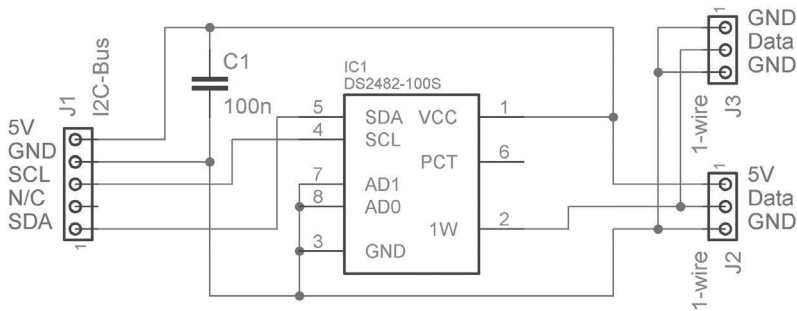 J1
I2C-Bus
5V
GND
SCL
N/C
SDA
1
C1
100n
IC1
DS2482-100S
5
4
7
8
3
SDA VCC
SCL
PCT
AD1
AD0
1W
GND
1
6
2
1
GND
Data
GND
1-wire
J3
1
5V
Data
GND
1-wire
J2